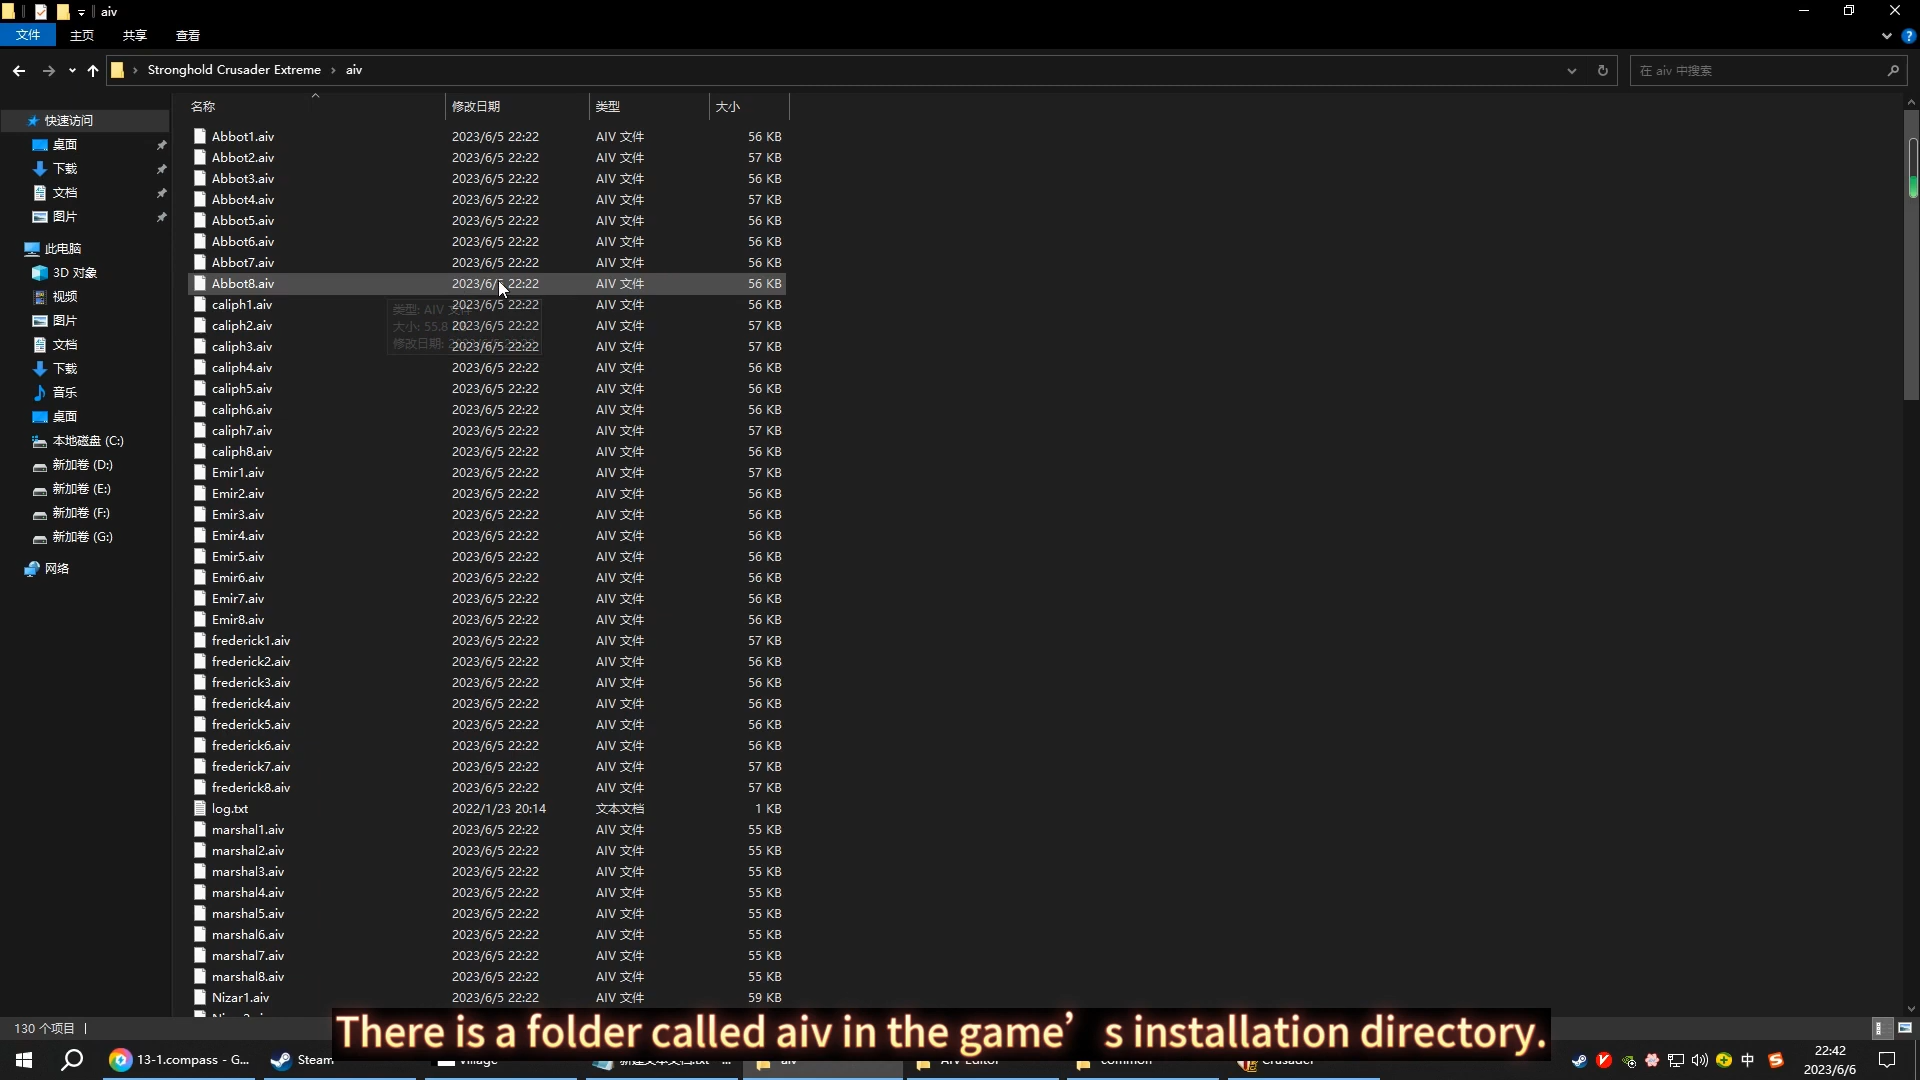 aiv
文件 主页 共享 查看
Stronghold Crusader Extreme › aiv
在 aiv 中搜索
名称 修改日期 类型 大小
快速访问
桌面
下载
文档
图片
此电脑
3D 对象
视频
图片
文档
下载
音乐
桌面
本地磁盘 (C:)
新加卷 (D:)
新加卷 (E:)
新加卷 (F:)
新加卷 (G:)
网络
Abbot1.aiv 2023/6/5 22:22 AIV 文件 56 KB
Abbot2.aiv 2023/6/5 22:22 AIV 文件 57 KB
Abbot3.aiv 2023/6/5 22:22 AIV 文件 56 KB
Abbot4.aiv 2023/6/5 22:22 AIV 文件 57 KB
Abbot5.aiv 2023/6/5 22:22 AIV 文件 56 KB
Abbot6.aiv 2023/6/5 22:22 AIV 文件 56 KB
Abbot7.aiv 2023/6/5 22:22 AIV 文件 56 KB
Abbot8.aiv 2023/6/5 22:22 AIV 文件 56 KB
caliph1.aiv 2023/6/5 22:22 AIV 文件 56 KB
caliph2.aiv 2023/6/5 22:22 AIV 文件 57 KB
caliph3.aiv 2023/6/5 22:22 AIV 文件 57 KB
caliph4.aiv 2023/6/5 22:22 AIV 文件 56 KB
caliph5.aiv 2023/6/5 22:22 AIV 文件 56 KB
caliph6.aiv 2023/6/5 22:22 AIV 文件 56 KB
caliph7.aiv 2023/6/5 22:22 AIV 文件 57 KB
caliph8.aiv 2023/6/5 22:22 AIV 文件 56 KB
Emir1.aiv 2023/6/5 22:22 AIV 文件 57 KB
Emir2.aiv 2023/6/5 22:22 AIV 文件 56 KB
Emir3.aiv 2023/6/5 22:22 AIV 文件 56 KB
Emir4.aiv 2023/6/5 22:22 AIV 文件 56 KB
Emir5.aiv 2023/6/5 22:22 AIV 文件 56 KB
Emir6.aiv 2023/6/5 22:22 AIV 文件 56 KB
Emir7.aiv 2023/6/5 22:22 AIV 文件 56 KB
Emir8.aiv 2023/6/5 22:22 AIV 文件 56 KB
frederick1.aiv 2023/6/5 22:22 AIV 文件 57 KB
frederick2.aiv 2023/6/5 22:22 AIV 文件 56 KB
frederick3.aiv 2023/6/5 22:22 AIV 文件 56 KB
frederick4.aiv 2023/6/5 22:22 AIV 文件 56 KB
frederick5.aiv 2023/6/5 22:22 AIV 文件 56 KB
frederick6.aiv 2023/6/5 22:22 AIV 文件 56 KB
frederick7.aiv 2023/6/5 22:22 AIV 文件 57 KB
frederick8.aiv 2023/6/5 22:22 AIV 文件 57 KB
log.txt 2022/1/23 20:14 文本文档 1 KB
marshal1.aiv 2023/6/5 22:22 AIV 文件 55 KB
marshal2.aiv 2023/6/5 22:22 AIV 文件 55 KB
marshal3.aiv 2023/6/5 22:22 AIV 文件 55 KB
marshal4.aiv 2023/6/5 22:22 AIV 文件 55 KB
marshal5.aiv 2023/6/5 22:22 AIV 文件 55 KB
marshal6.aiv 2023/6/5 22:22 AIV 文件 55 KB
marshal7.aiv 2023/6/5 22:22 AIV 文件 55 KB
marshal8.aiv 2023/6/5 22:22 AIV 文件 55 KB
Nizar1.aiv 2023/6/5 22:22 AIV 文件 59 KB
类型: AIV 文件
大小: 55.8
修改日期:
130 个项目
There is a folder called aiv in the game's installation directory.
13-1.compass - G... Steam
中
22:42
2023/6/6